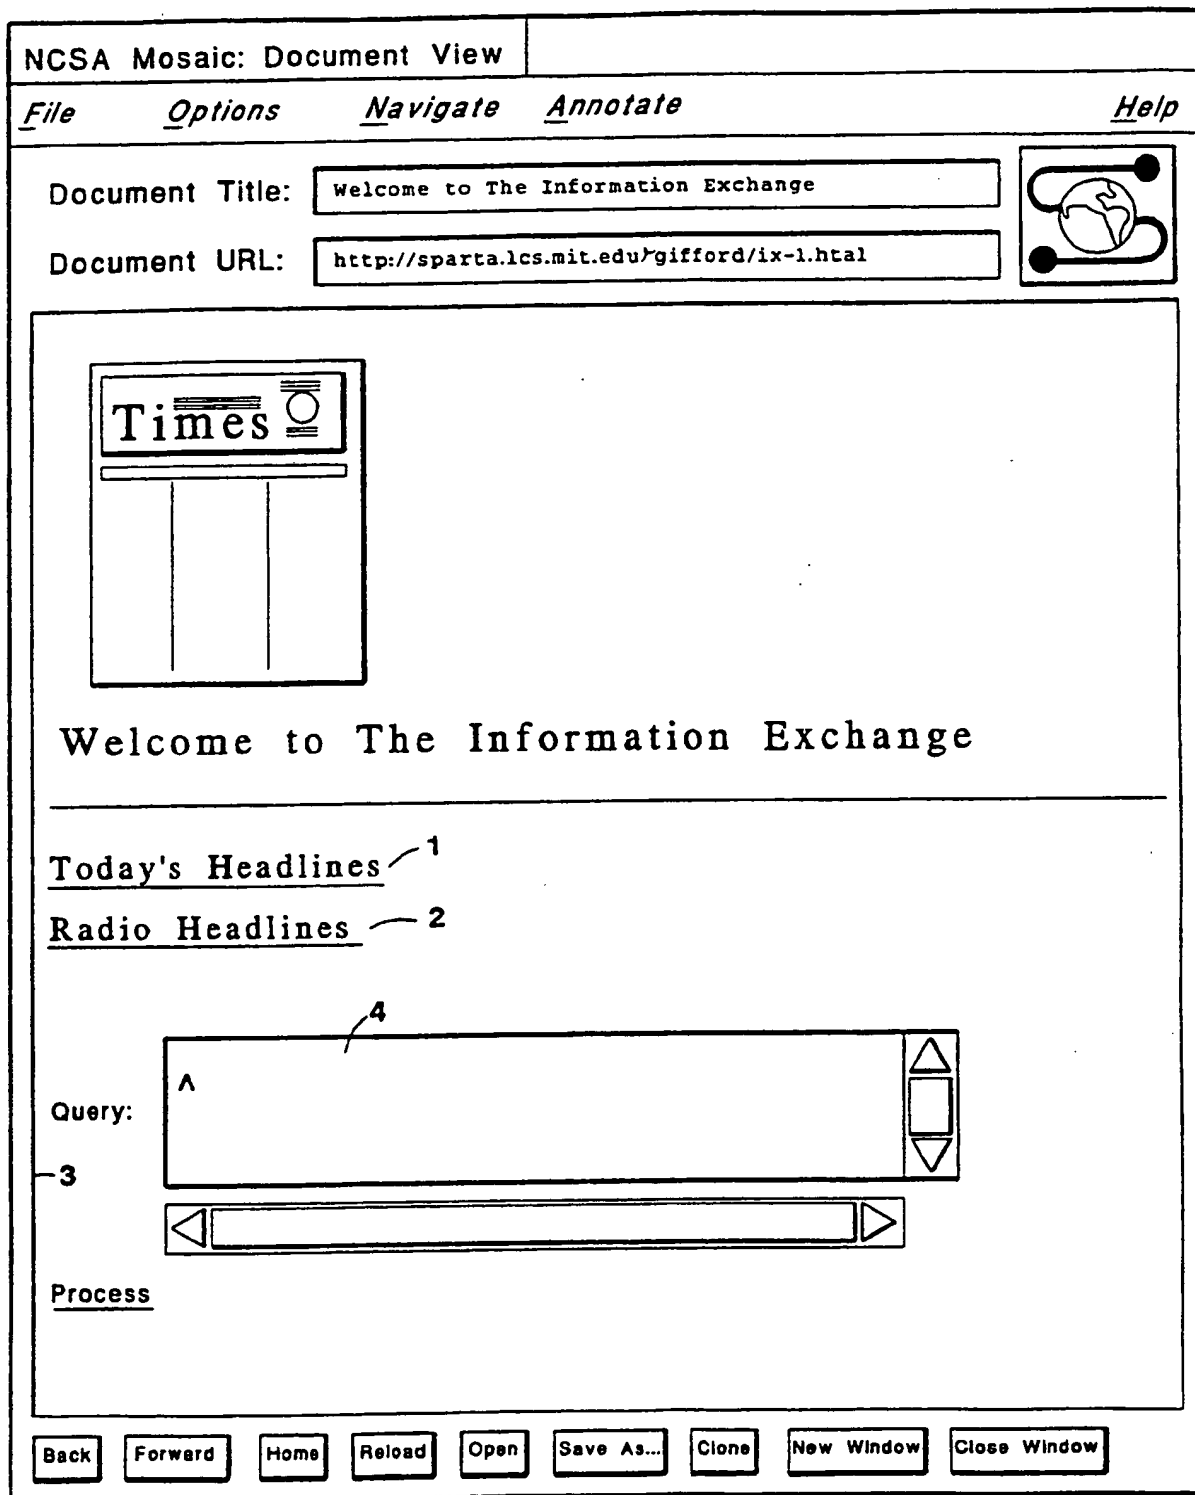 NCSA Mosaic: Document View
File Options Navigate Annotate Help
Document Title: Welcome to The Information Exchange
Document URL: http://sparta.lcs.mit.edu/~gifford/ix-1.htal
Times
Welcome to The Information Exchange
Today's Headlines 1
Radio Headlines 2
4
^
Query:
3
Process
Back Forward Home Reload Open Save As... Clone New Window Close Window